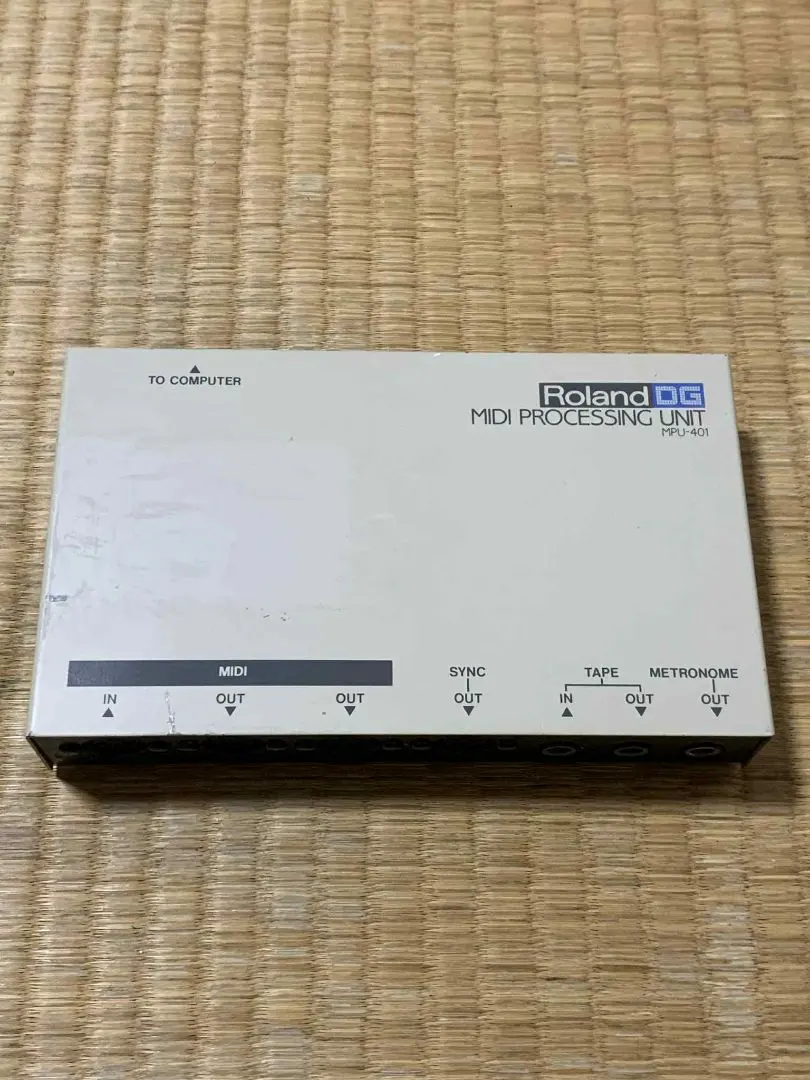 TO COMPUTER
Roland DG
MIDI PROCESSING UNIT
MPU-401
MIDI
SYNC
TAPE
METRONOME
IN
OUT
OUT
OUT
IN
OUT
OUT